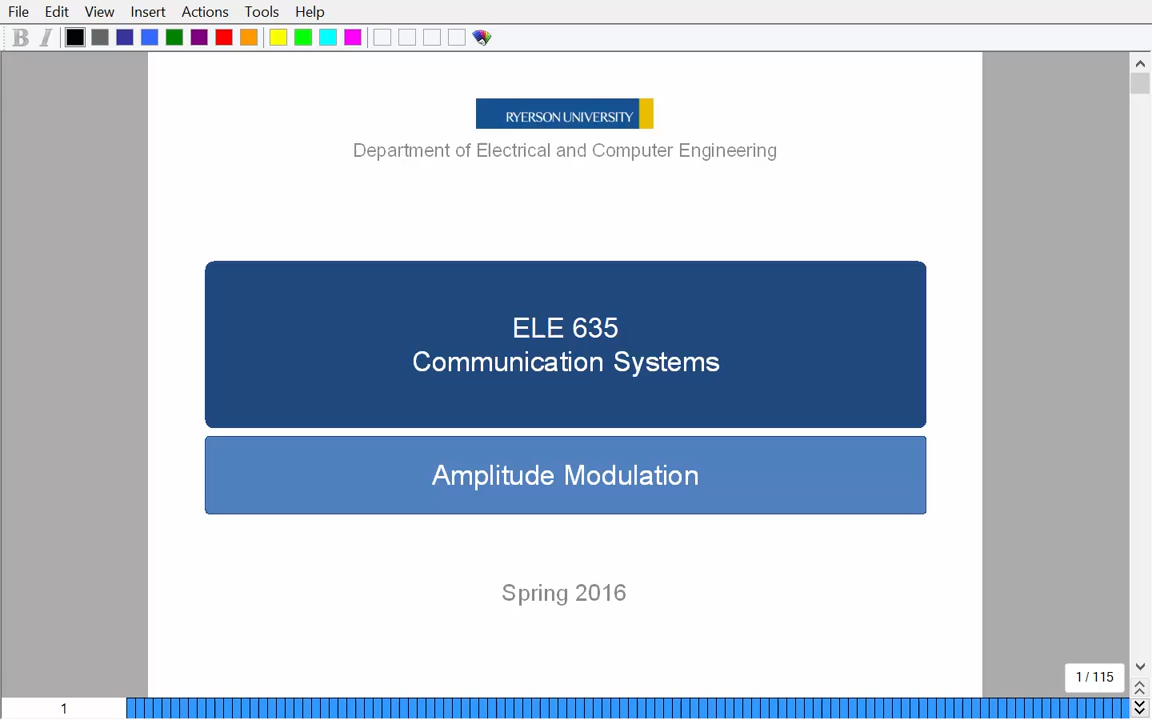 File Edit View Insert Actions Tools Help
B I
RYERSON UNIVERSITY
Department of Electrical and Computer Engineering
ELE 635
Communication Systems
Amplitude Modulation
Spring 2016
1 / 115
1